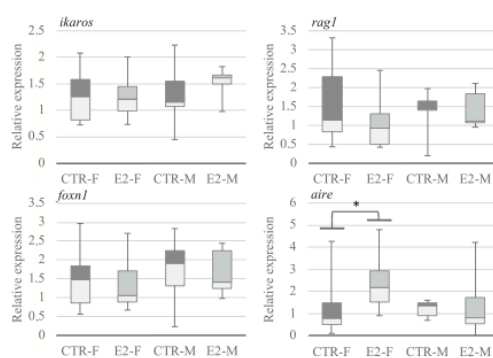 ikaros
Relative expression
2.5
2
1.5
1
0.5
0
CTR-F E2-F CTR-M E2-M
rag1
Relative expression
3.5
3
2.5
2
1.5
1
0.5
0
CTR-F E2-F CTR-M E2-M
foxn1
Relative expression
3.5
3
2.5
2
1.5
1
0.5
0
CTR-F E2-F CTR-M E2-M
aire
Relative expression
6
5
4
3
2
1
0
*
CTR-F E2-F CTR-M E2-M